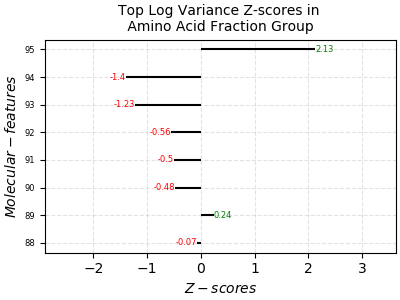 Top Log Variance Z-scores in
Amino Acid Fraction Group
95 2.13
94 -1.4
93 -1.23
92 -0.56
91 -0.5
90 -0.48
89 0.24
88 -0.07
Molecular - features
−2 −1 0 1 2 3
Z - scores